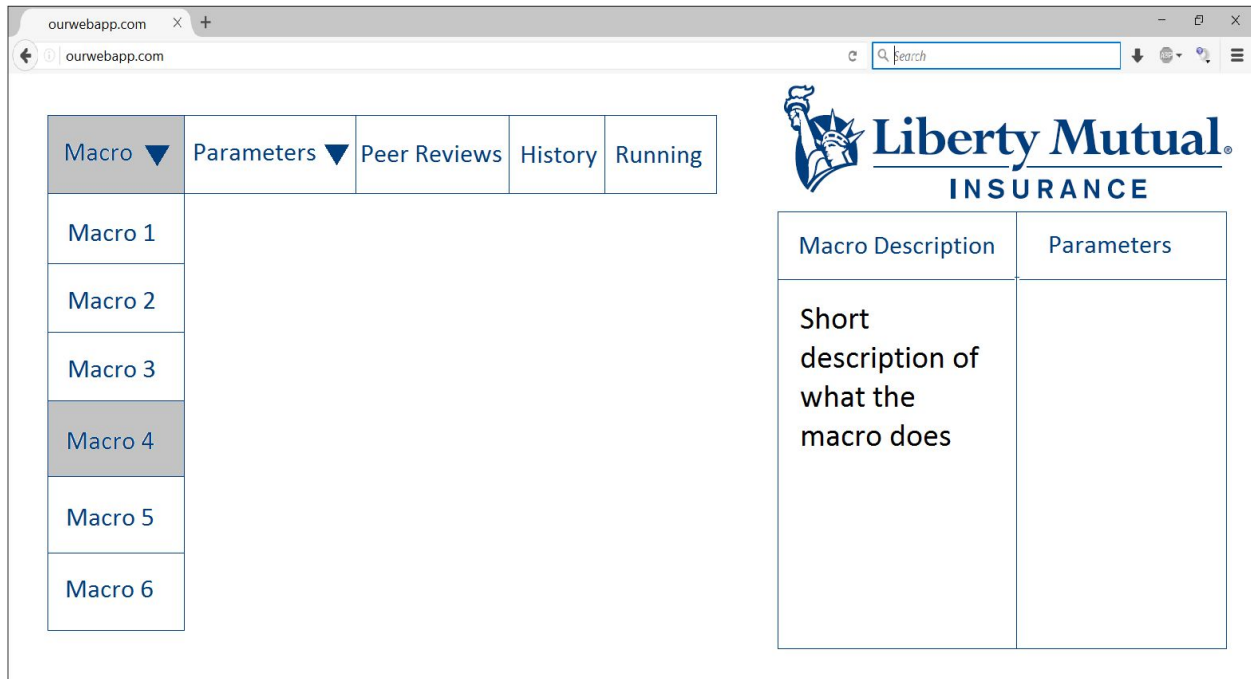 ourwebapp.com
ourwebapp.com
Search
Macro Parameters Peer Reviews History Running
Macro 1
Macro 2
Macro 3
Macro 4
Macro 5
Macro 6
Liberty Mutual®
INSURANCE
Macro Description Parameters
Short
description of
what the
macro does